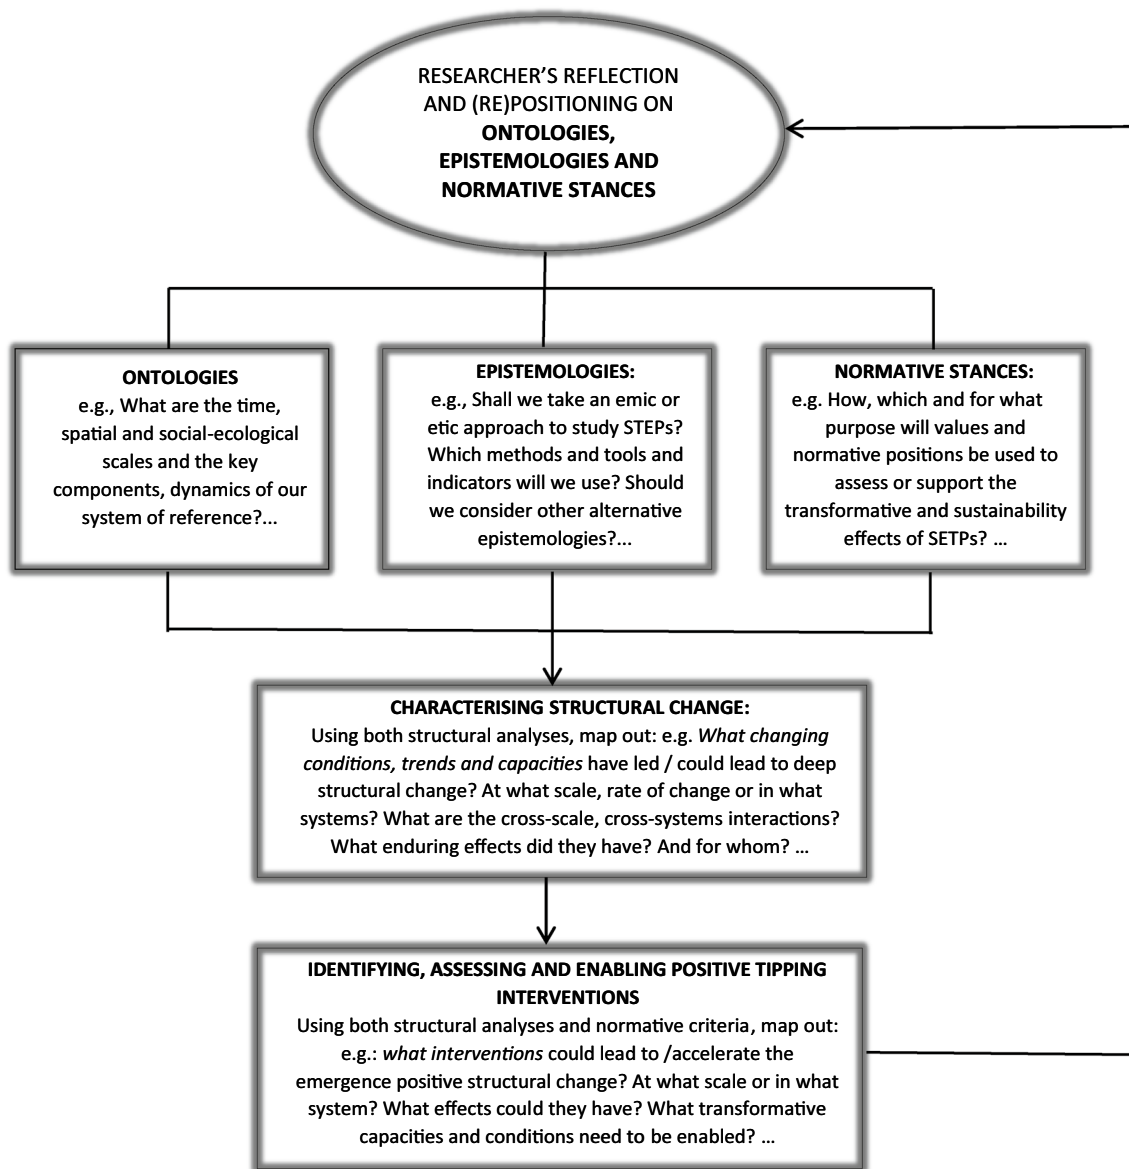 RESEARCHER’S REFLECTION
AND (RE)POSITIONING ON
ONTOLOGIES,
EPISTEMOLOGIES AND
NORMATIVE STANCES
ONTOLOGIES
e.g., What are the time,
spatial and social-ecological
scales and the key
components, dynamics of our
system of reference?...
EPISTEMOLOGIES:
e.g., Shall we take an emic or
etic approach to study STEPs?
Which methods and tools and
indicators will we use? Should
we consider other alternative
epistemologies?...
NORMATIVE STANCES:
e.g. How, which and for what
purpose will values and
normative positions be used to
assess or support the
transformative and sustainability
effects of SETPs? ...
CHARACTERISING STRUCTURAL CHANGE:
Using both structural analyses, map out: e.g. What changing
conditions, trends and capacities have led / could lead to deep
structural change? At what scale, rate of change or in what
systems? What are the cross-scale, cross-systems interactions?
What enduring effects did they have? And for whom? ...
IDENTIFYING, ASSESSING AND ENABLING POSITIVE TIPPING
INTERVENTIONS
Using both structural analyses and normative criteria, map out:
e.g.: what interventions could lead to /accelerate the
emergence positive structural change? At what scale or in what
system? What effects could they have? What transformative
capacities and conditions need to be enabled? ...